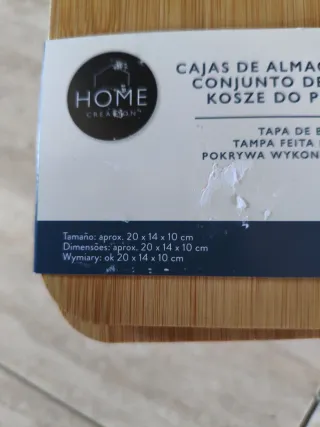 HOME
CREATION
CAJAS DE ALMAC
CONJUNTO DE
KOSZE DO P
TAPA DE B
TAMPA FEITA
POKRYWA WYKON
Tamaño: aprox. 20 x 14 x 10 cm
Dimensões: aprox. 20 x 14 x 10 cm
Wymiary: ok 20 x 14 x 10 cm